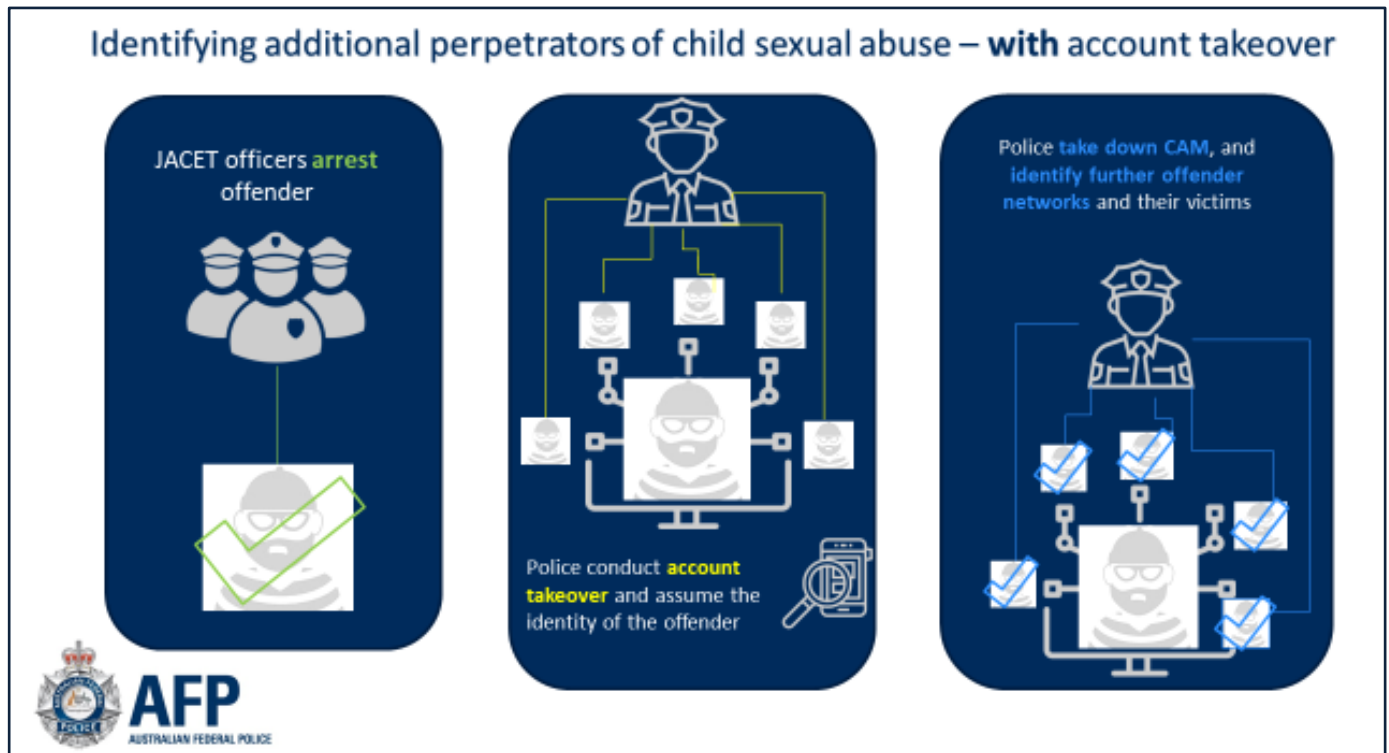 Identifying additional perpetrators of child sexual abuse – with account takeover
JACET officers arrest
offender
Police conduct account
takeover and assume the
identity of the offender
Police take down CAM, and
identify further offender
networks and their victims
AFP
AUSTRALIAN FEDERAL POLICE